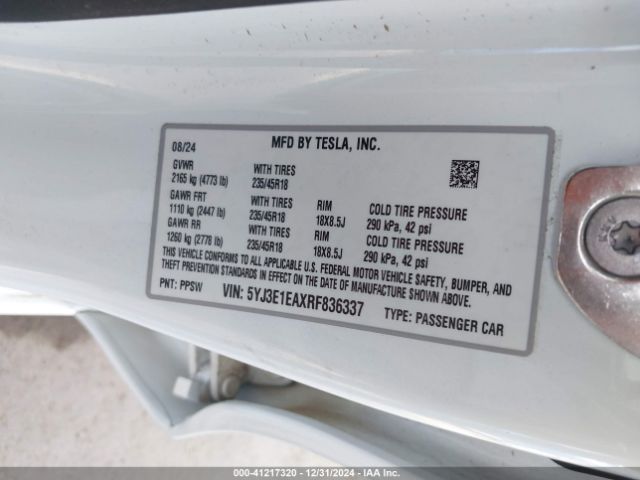 08/24 MFD BY TESLA, INC.
GVWR WITH TIRES
2165 kg (4773 lb) 235/45R18
GAWR FRT WITH TIRES RIM COLD TIRE PRESSURE
1110 kg (2447 lb) 235/45R18 18X8.5J 290 kPa, 42 psi
GAWR RR WITH TIRES RIM COLD TIRE PRESSURE
1260 kg (2778 lb) 235/45R18 18X8.5J 290 kPa, 42 psi
THIS VEHICLE CONFORMS TO ALL APPLICABLE U.S. FEDERAL MOTOR VEHICLE SAFETY, BUMPER, AND
THEFT PREVENTION STANDARDS IN EFFECT ON THE DATE OF MANUFACTURE SHOWN ABOVE.
PNT: PPSW VIN: 5YJ3E1EAXRF836337 TYPE: PASSENGER CAR
000-41217320 - 12/31/2024 - IAA Inc.